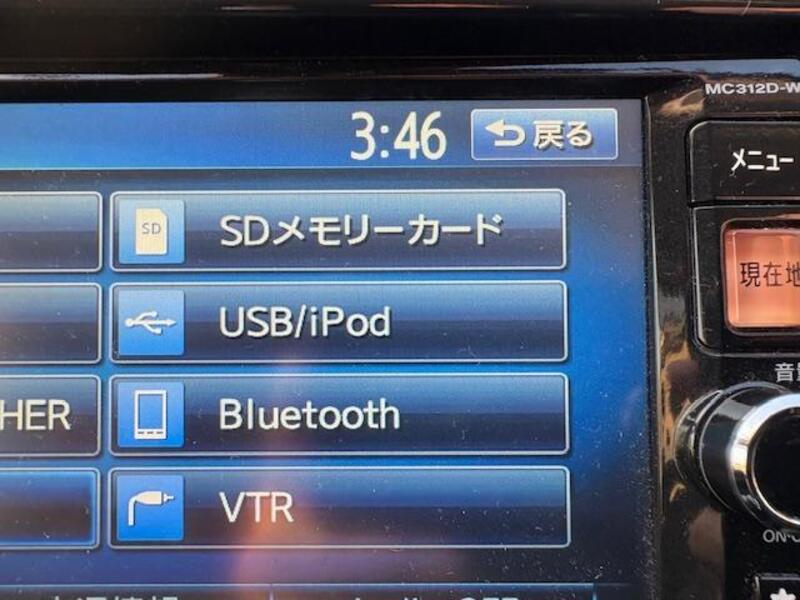 MC312D-W
3:46
戻る
メニュー
SD
SDメモリーカード
現在地
USB/iPod
HER
Bluetooth
VTR